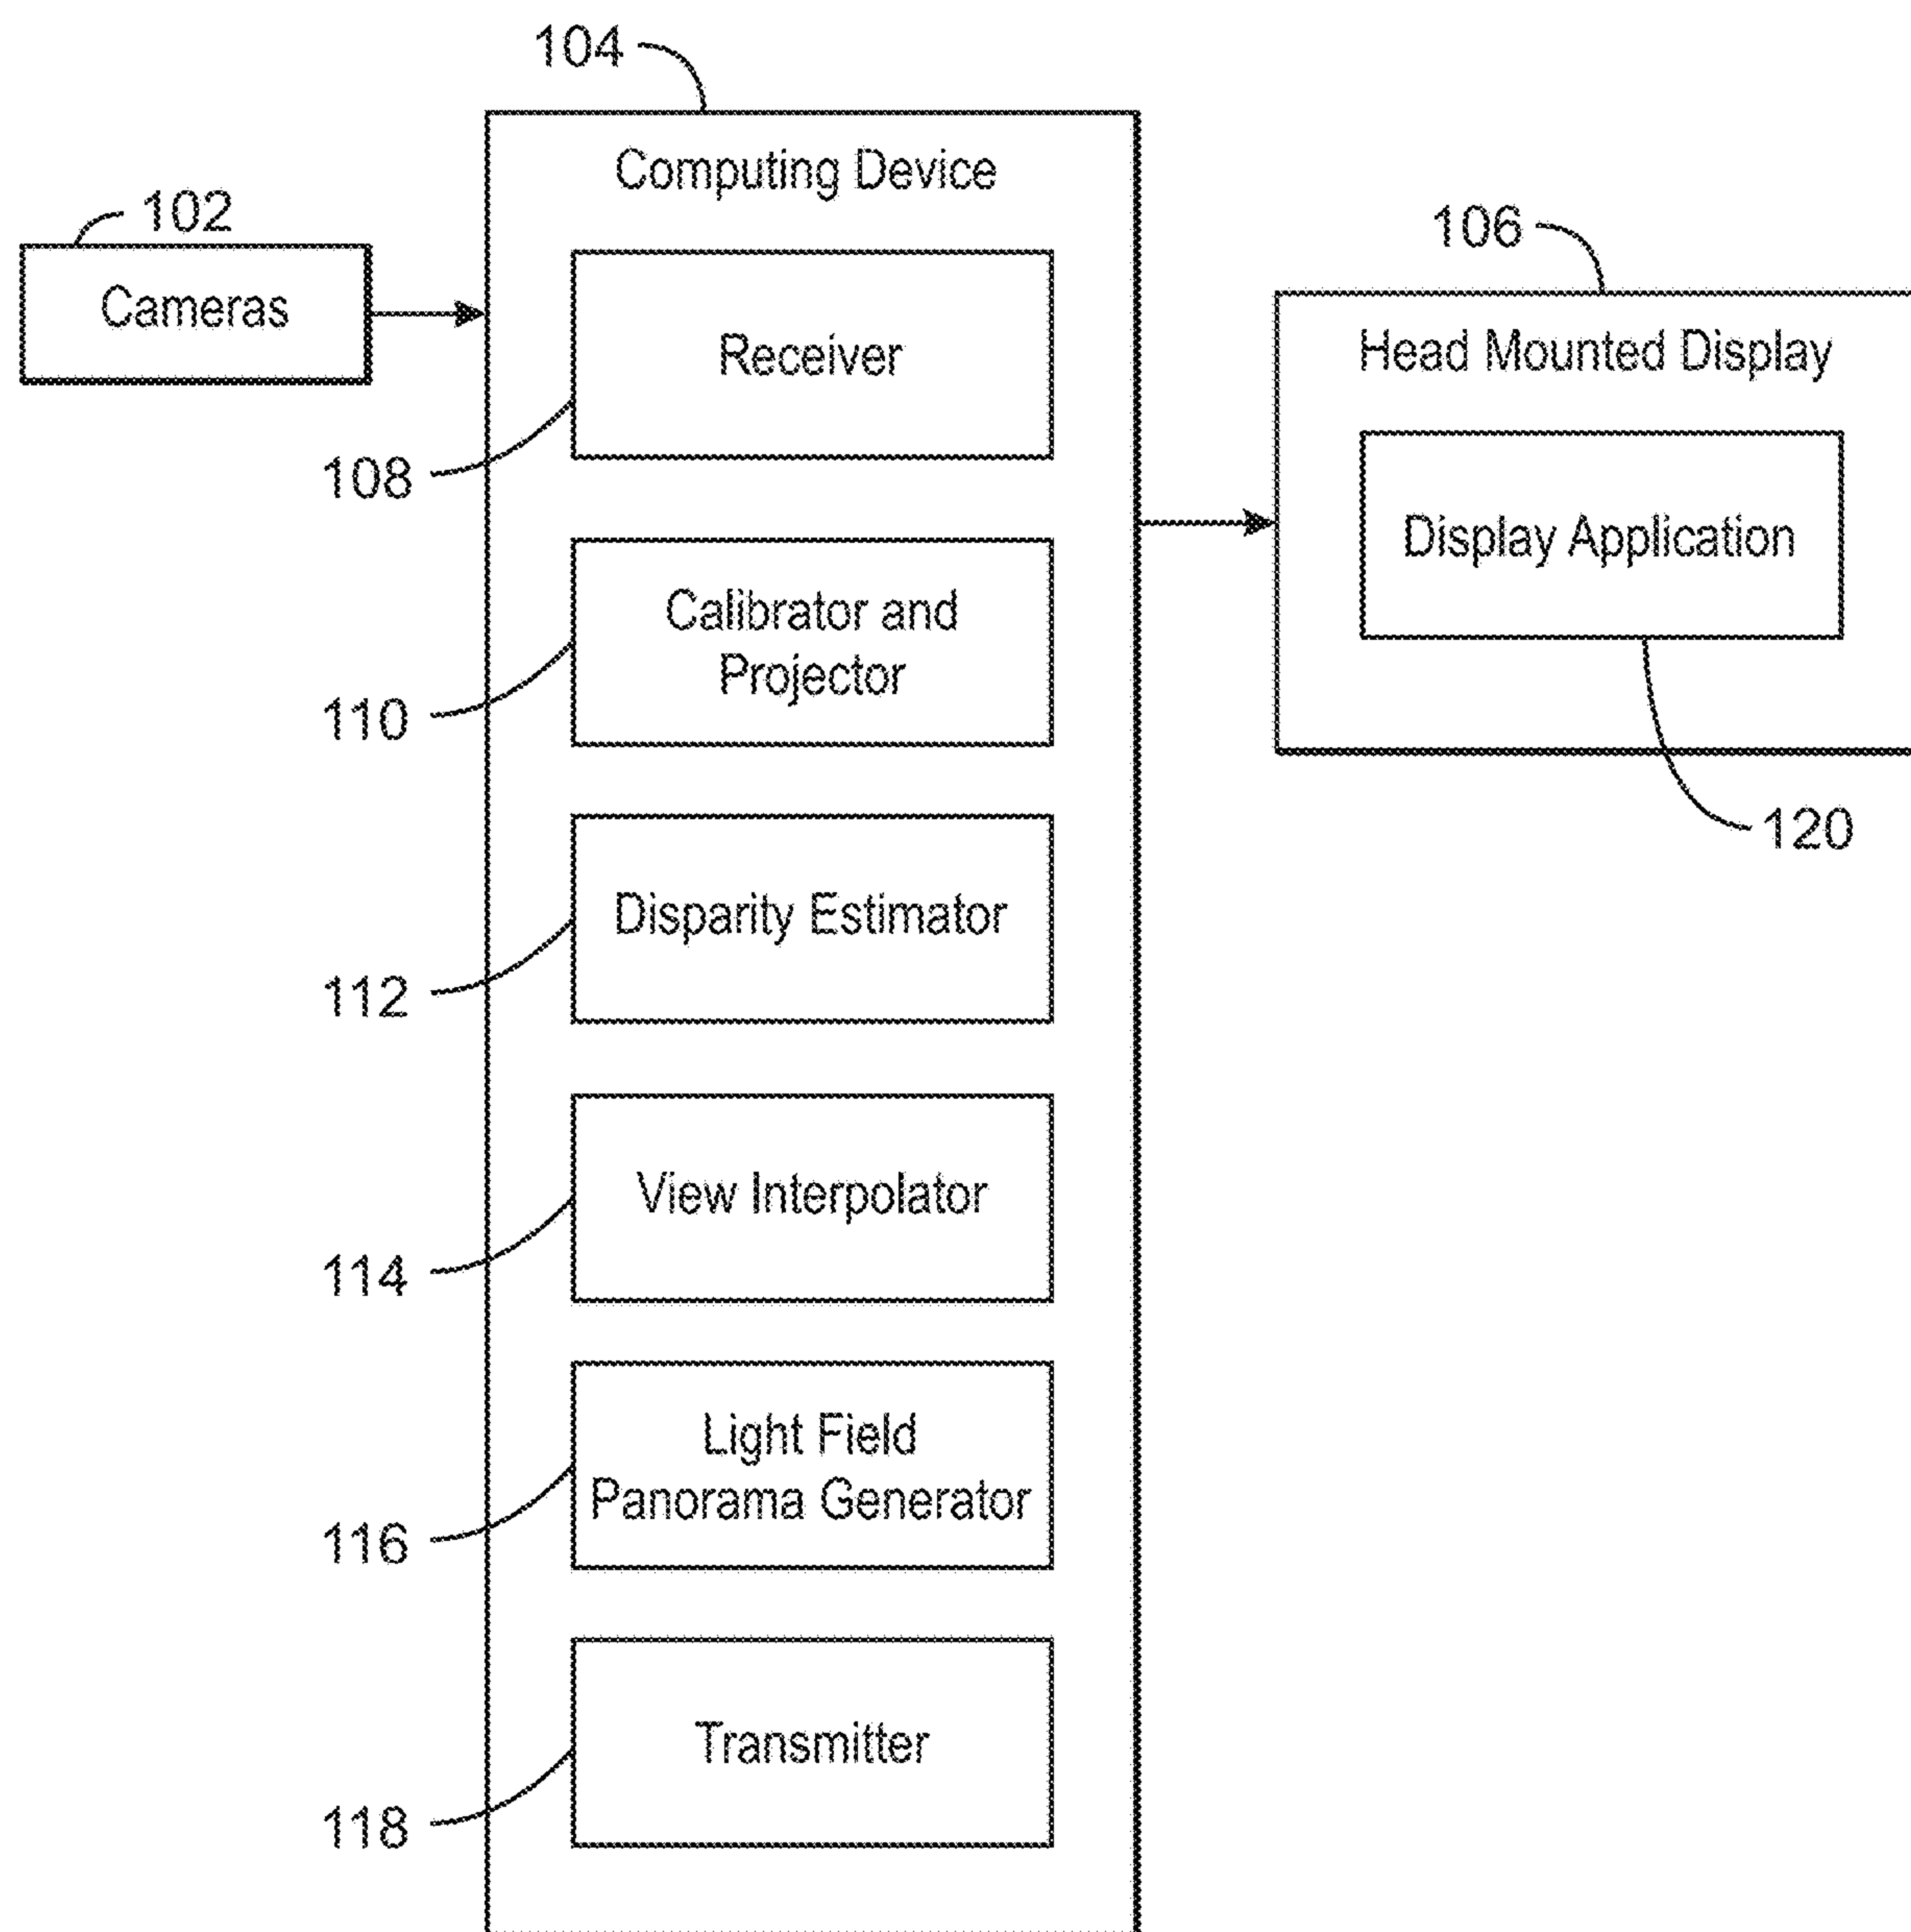 104
Computing Device
102
Cameras
106
Head Mounted Display
Receiver
108
Display Application
Calibrator and
Projector
110
120
Disparity Estimator
112
View Interpolator
114
Light Field
Panorama Generator
116
Transmitter
118